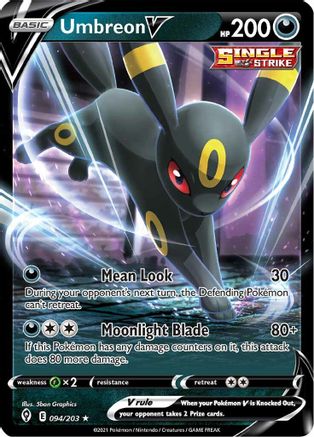 BASIC Umbreon V HP 200
SINGLE
STRIKE
Mean Look 30
During your opponent's next turn, the Defending Pokémon
can't retreat.
Moonlight Blade 80+
If this Pokémon has any damage counters on it, this attack
does 80 more damage.
weakness ×2 resistance retreat
Illus. 5ban Graphics
V rule When your Pokémon V is Knocked Out,
your opponent takes 2 Prize cards.
E 094/203 ★
©2021 Pokémon / Nintendo / Creatures / GAME FREAK